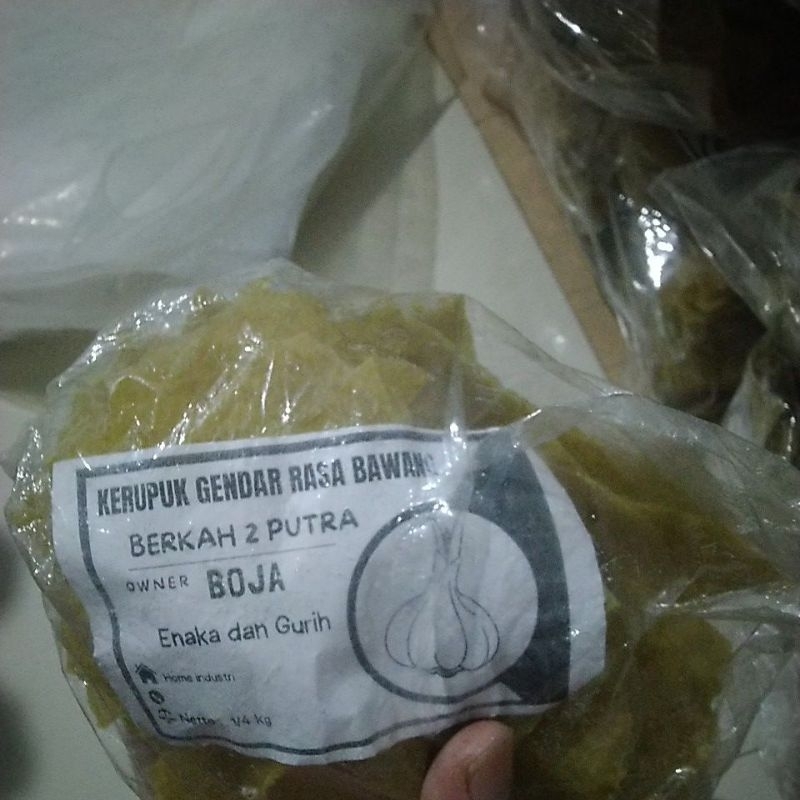 KERUPUK GENDAR RASA BAWANG
BERKAH 2 PUTRA
OWNER BOJA
Enaka dan Gurih
Home industri
Netto 1/4 kg